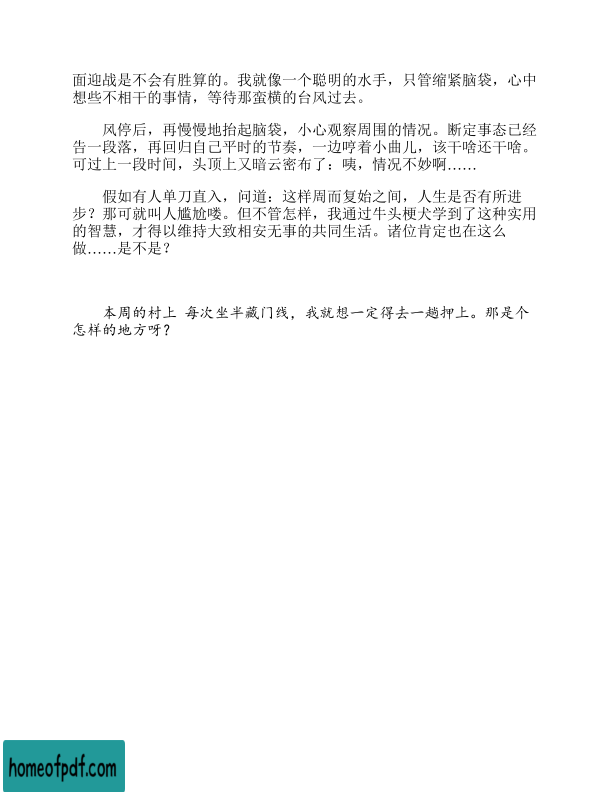 面迎战是不会有胜算的。我就像一个聪明的水手，只管缩紧脑袋，心中
想些不相干的事情，等待那蛮横的台风过去。
风停后，再慢慢地抬起脑袋，小心观察周围的情况。断定事态已经
告一段落，再回归自己平时的节奏，一边哼着小曲儿，该干啥还干啥。
可过上一段时间，头顶上又暗云密布了：咦，情况不妙啊……
假如有人单刀直入，问道：这样周而复始之间，人生是否有所进
步？那可就叫人尴尬喽。但不管怎样，我通过牛头梗犬学到了这种实用
的智慧，才得以维持大致相安无事的共同生活。诸位肯定也在这么
做……是不是？
本周的村上 每次坐半藏门线，我就想一定得去一趟押上。那是个
怎样的地方呀？
homeofpdf.com